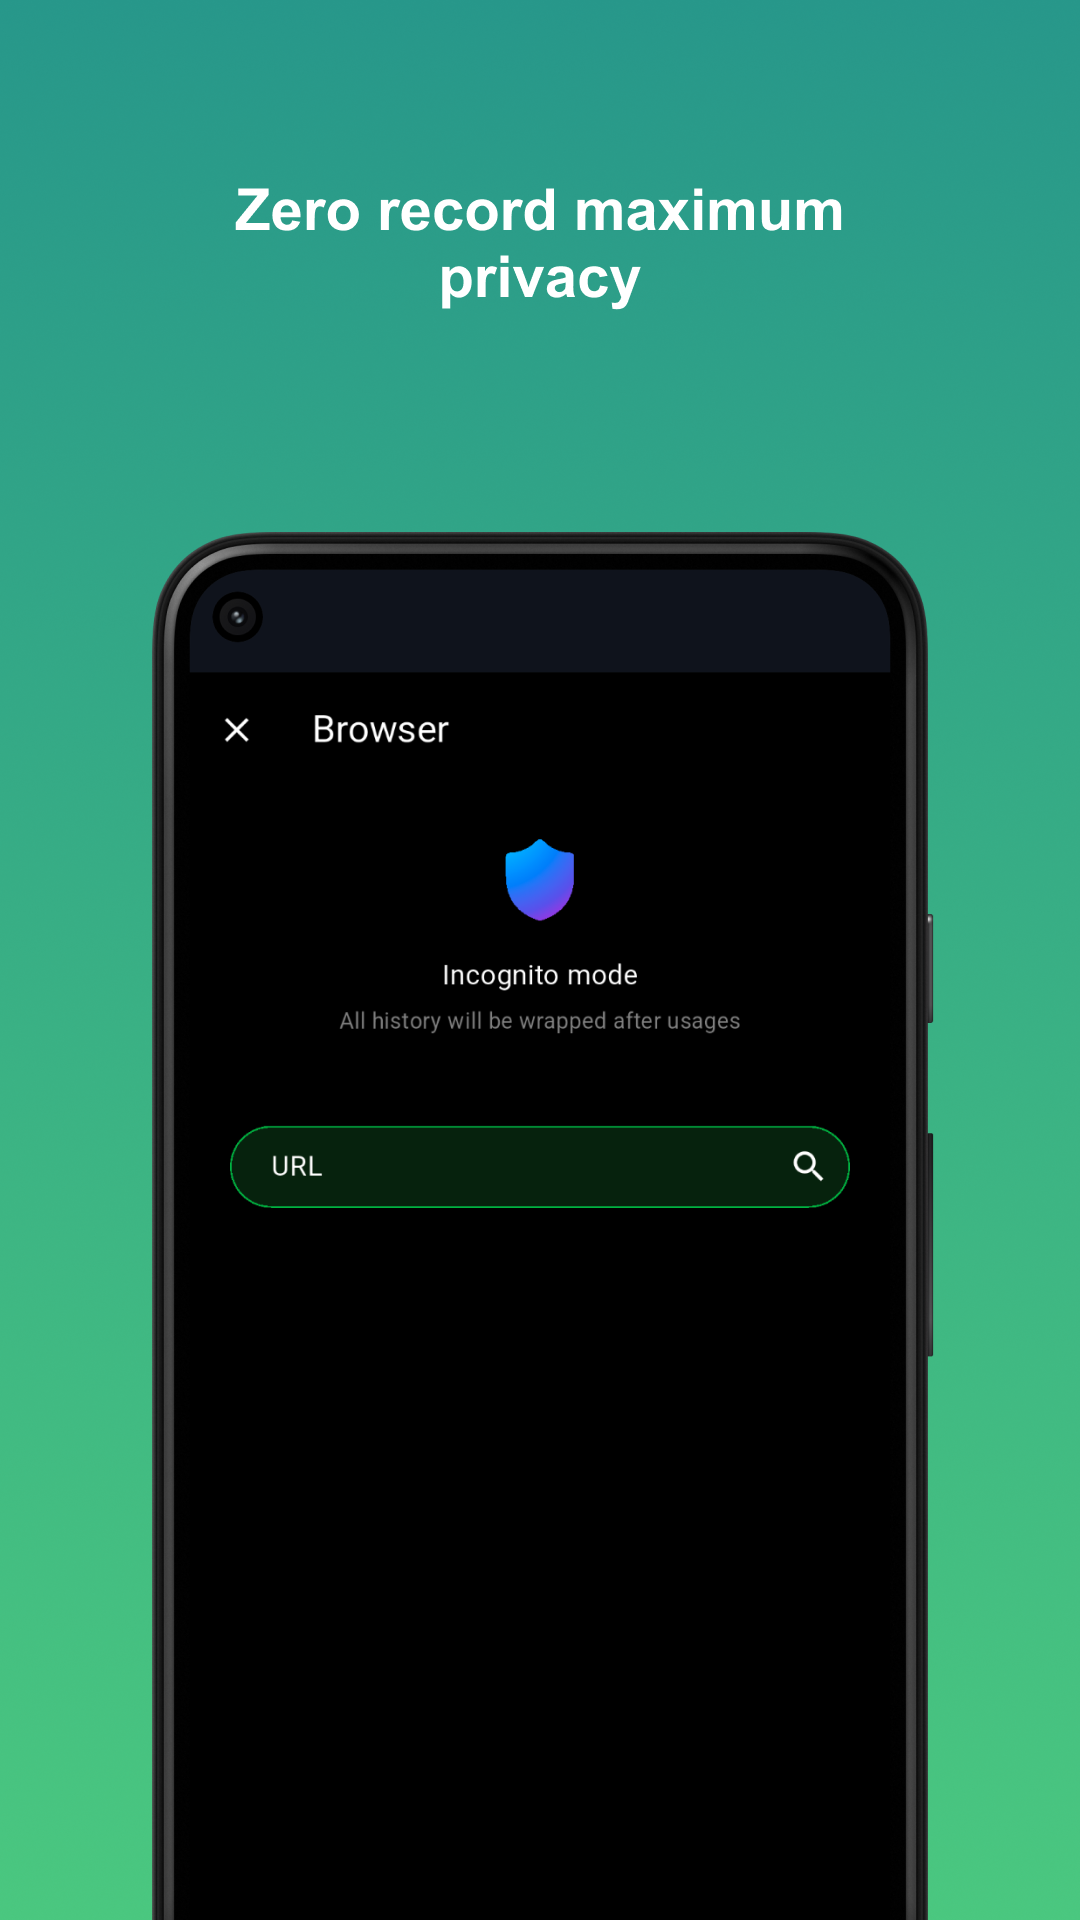 Zero record maximum
privacy
Browser
Incognito mode
All history will be wrapped after usages
URL